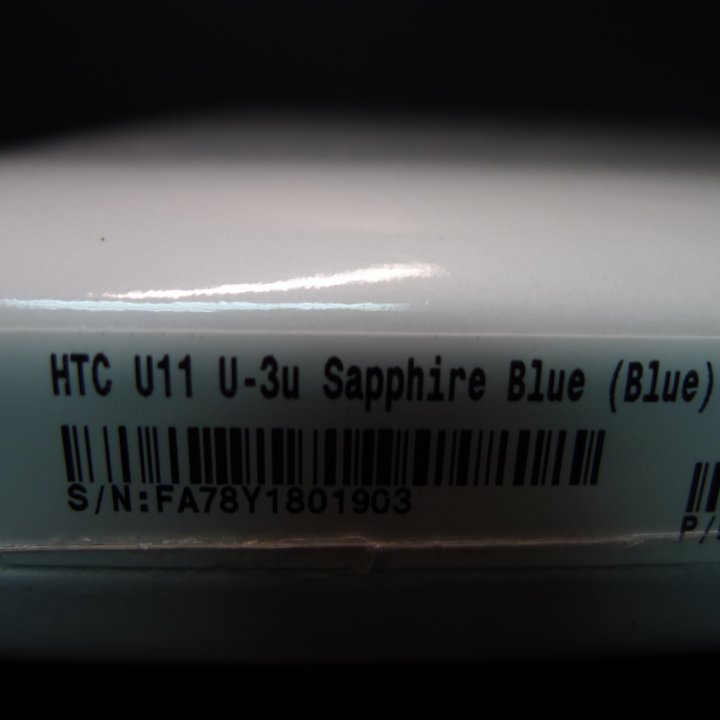 HTC U11 U-3u Sapphire Blue (Blue)
S/N:FA78Y1801903
P/